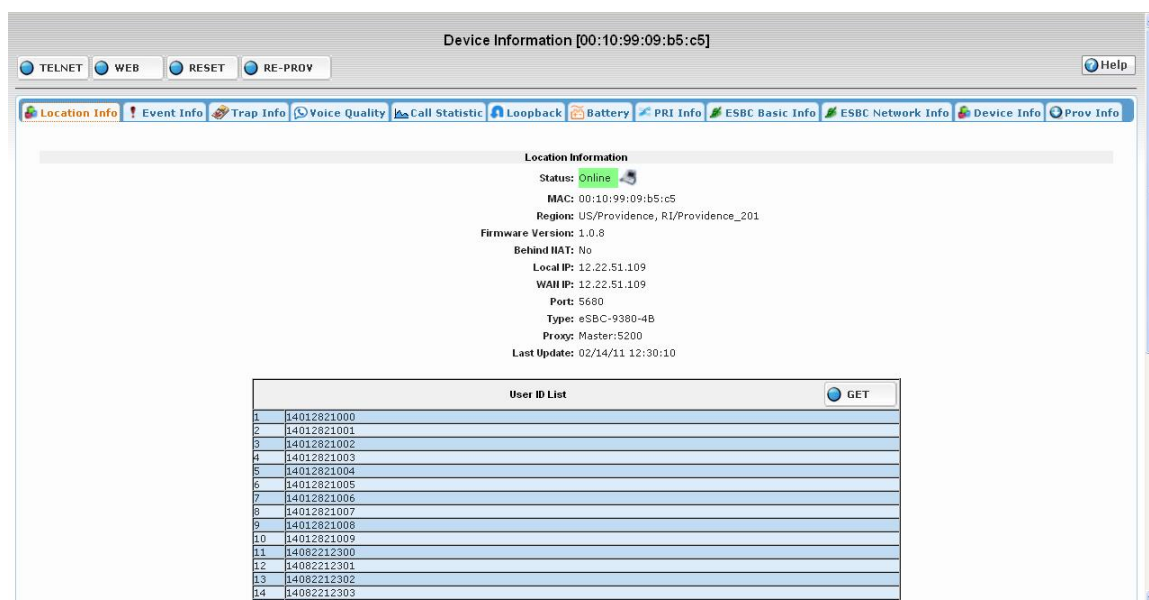 Device Information [00:10:99:09:b5:c5]
TELNET WEB RESET RE-PROV Help
Location Info Event Info Trap Info Voice Quality Call Statistic Loopback Battery PRI Info ESBC Basic Info ESBC Network Info Device Info Prov Info
Location Information
Status: Online
MAC: 00:10:99:09:b5:c5
Region: US/Providence, RI/Providence_201
Firmware Version: 1.0.8
Behind NAT: No
Local IP: 12.22.51.109
WAN IP: 12.22.51.109
Port: 5680
Type: eSBC-9380-4B
Proxy: Master:5200
Last Update: 02/14/11 12:30:10
User ID List GET
1 14012821000
2 14012821001
3 14012821002
4 14012821003
5 14012821004
6 14012821005
7 14012821006
8 14012821007
9 14012821008
10 14012821009
11 14082212300
12 14082212301
13 14082212302
14 14082212303